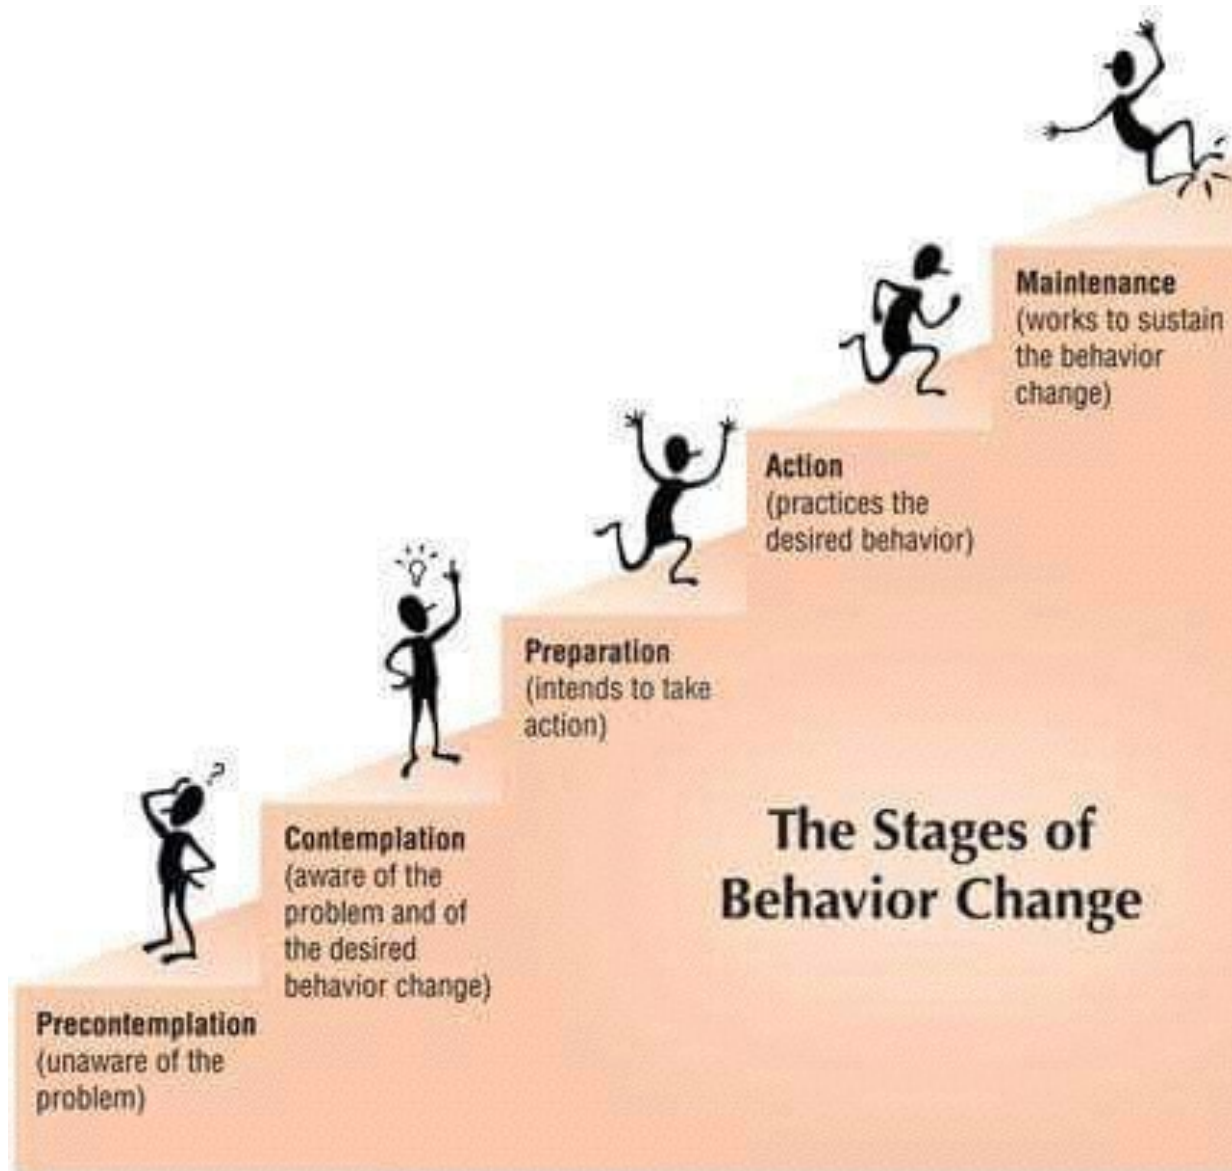 Maintenance
(works to sustain
the behavior
change)
Action
(practices the
desired behavior)
Preparation
(intends to take
action)
Contemplation
(aware of the
problem and of
the desired
behavior change)
Precontemplation
(unaware of the
problem)
The Stages of
Behavior Change
?